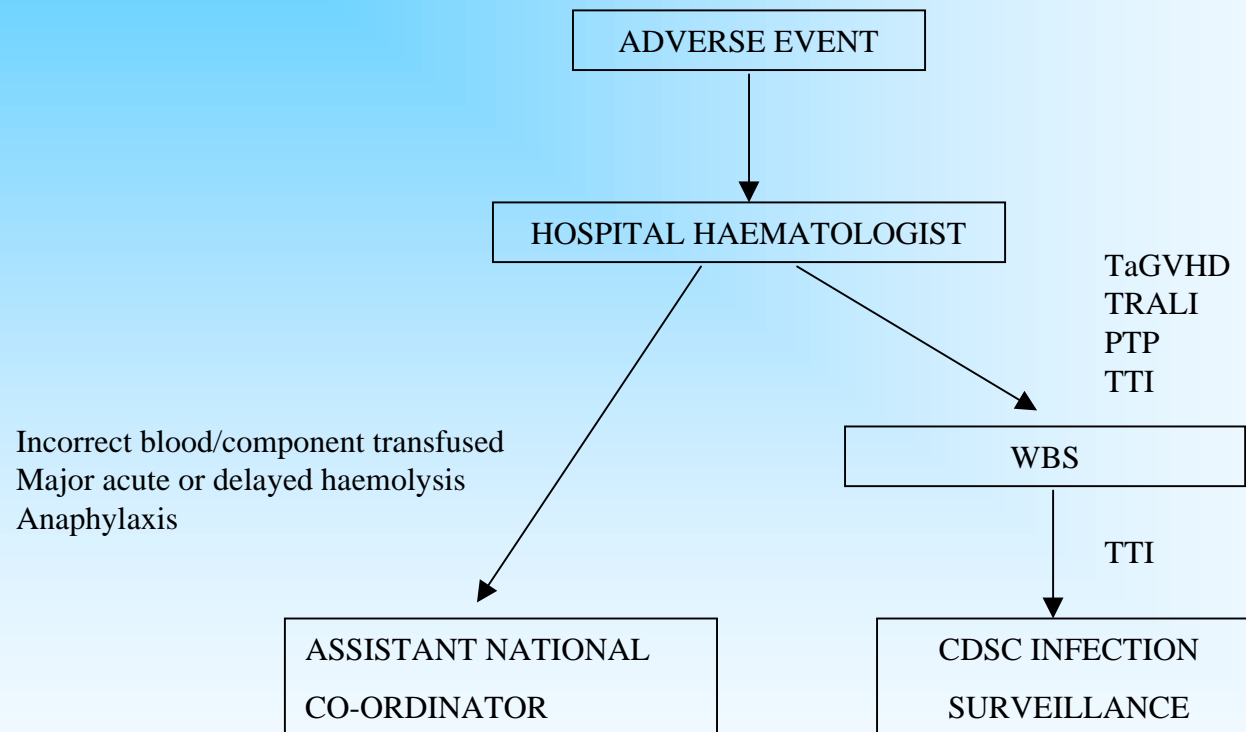 ADVERSE EVENT
HOSPITAL HAEMATOLOGIST
TaGVHD
TRALI
PTP
TTI
Incorrect blood/component transfused
Major acute or delayed haemolysis
Anaphylaxis
WBS
TTI
ASSISTANT NATIONAL
CO-ORDINATOR
CDSC INFECTION
SURVEILLANCE